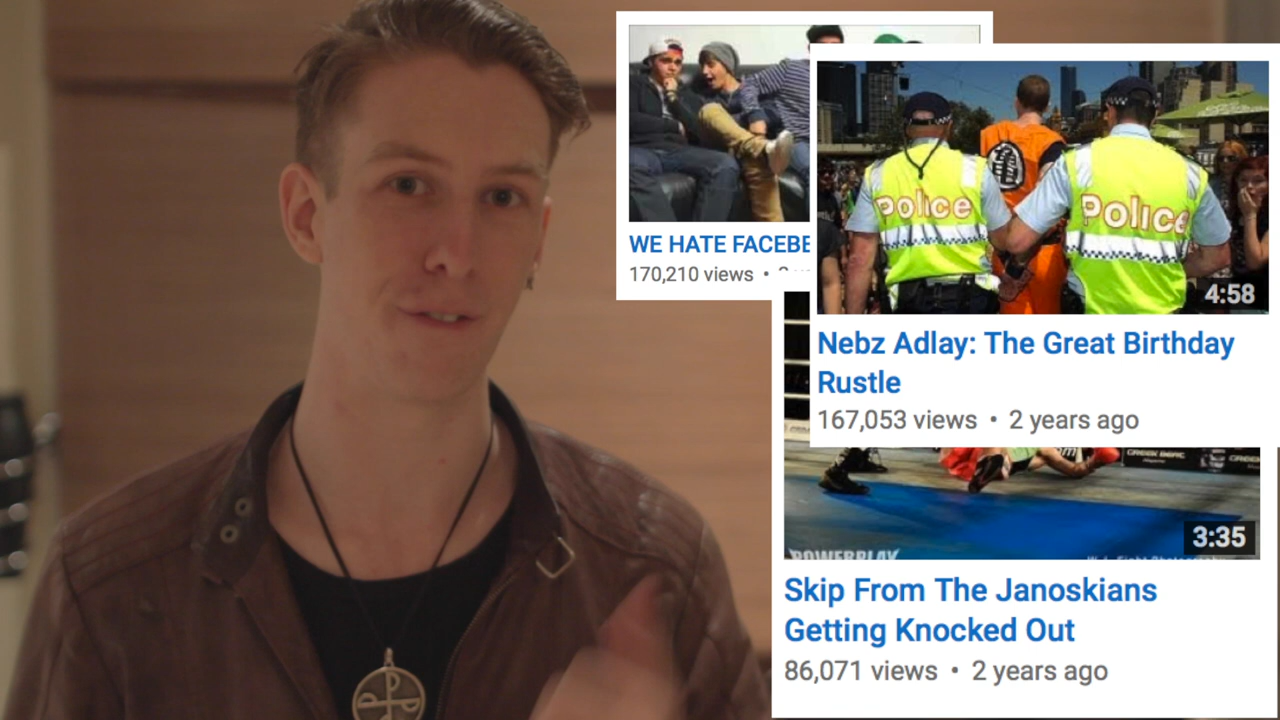 WE HATE FACEBE
170,210 views •
Police
Police
4:58
Nebz Adlay: The Great Birthday
Rustle
167,053 views • 2 years ago
POWERPLAY
3:35
Skip From The Janoskians
Getting Knocked Out
86,071 views • 2 years ago